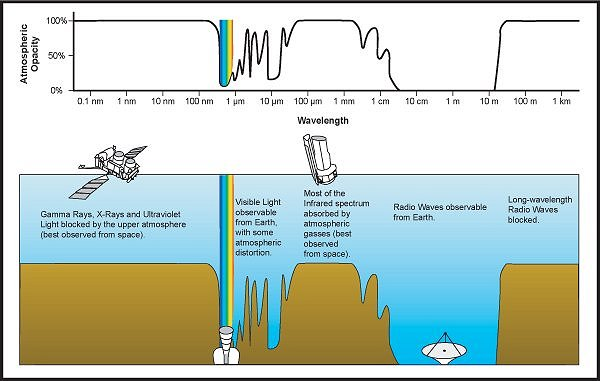 Atmospheric
Opacity
100%
50%
0%
0.1 nm 1 nm 10 nm 100 nm 1 μm 10 μm 100 μm 1 mm 1 cm 10 cm 1 m 10 m 100 m 1 km
Wavelength
Gamma Rays, X-Rays and Ultraviolet
Light blocked by the upper atmosphere
(best observed from space).
Visible Light
observable
from Earth,
with some
atmospheric
distortion.
Most of the
Infrared spectrum
absorbed by
atmospheric
gasses (best
observed
from space).
Radio Waves observable
from Earth.
Long-wavelength
Radio Waves
blocked.